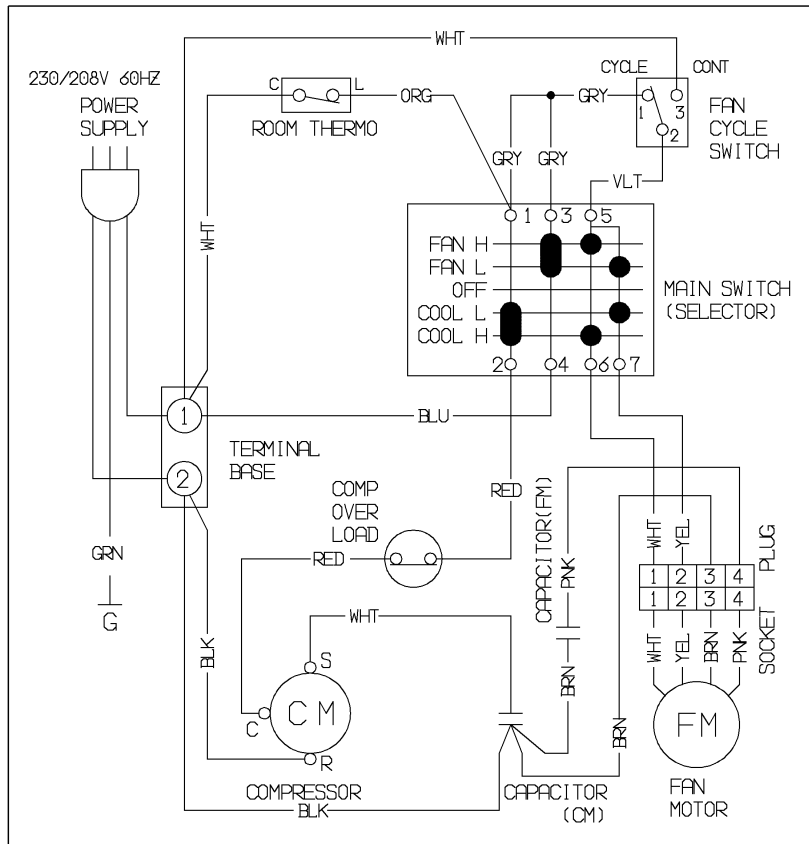 WHT
230/208V 60HZ
POWER
SUPPLY
C
L
ORG
ROOM THERMO
CYCLE
CONT
GRY
1
3
2
FAN
CYCLE
SWITCH
GRY
GRY
VLT
WHT
1
3
5
FAN H
FAN L
OFF
COOL L
COOL H
MAIN SWITCH
(SELECTOR)
2
4
6
7
1
BLU
TERMINAL
BASE
2
RED
COMP
OVER
LOAD
RED
CAPACITOR(FM)
PNK
WHT
YEL
PLUG
1 2 3 4
1 2 3 4
SOCKET
WHT
YEL
BRN
PNK
GRN
G
BLK
WHT
S
CM
C
R
COMPRESSOR
BLK
BRN
BRN
CAPACITOR
(CM)
FM
FAN
MOTOR